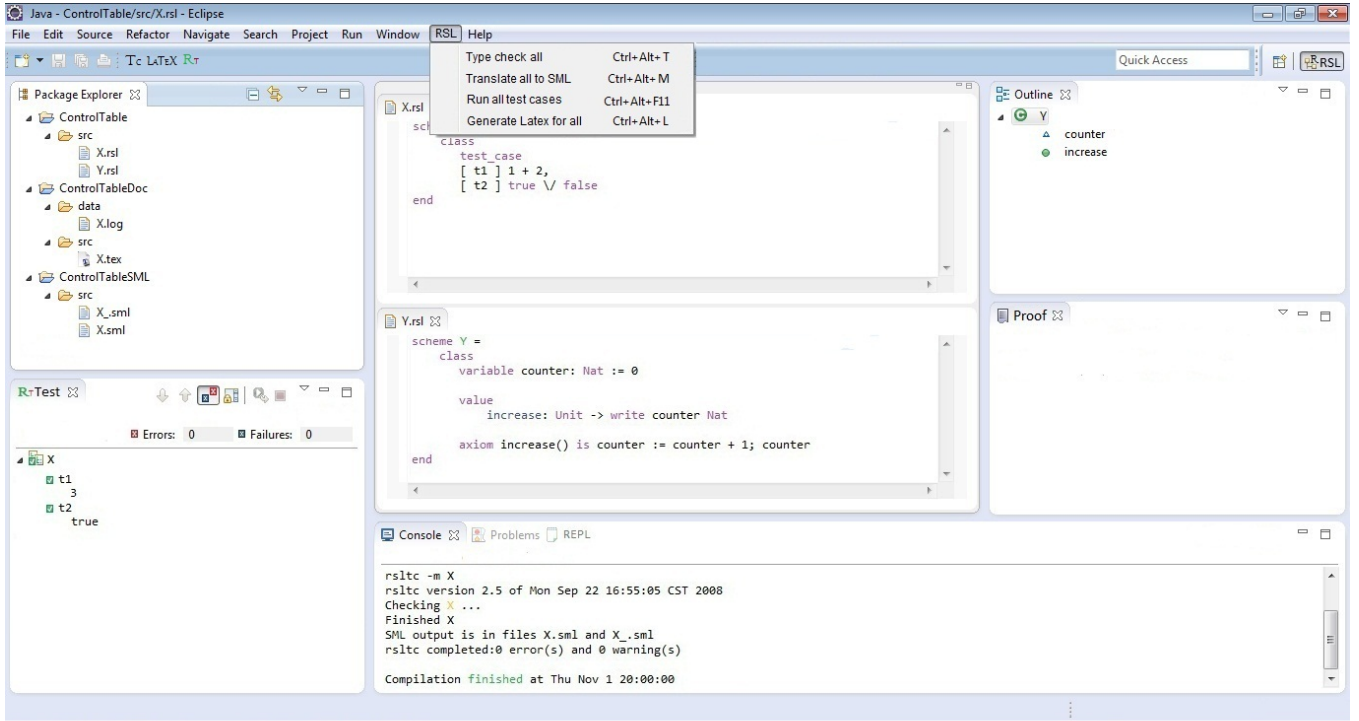 Java - ControlTable/src/X.rsl - Eclipse
File Edit Source Refactor Navigate Search Project Run Window RSL Help
Tc LATEX RT
Quick Access
RSL
Type check all Ctrl+Alt+T
Translate all to SML Ctrl+Alt+M
Run all test cases Ctrl+Alt+F11
Generate Latex for all Ctrl+Alt+L
Package Explorer
ControlTable
src
X.rsl
Y.rsl
ControlTableDoc
data
X.log
src
X.tex
ControlTableSML
src
X_.sml
X.sml
RT Test
Errors: 0 Failures: 0
X
t1
3
t2
true
X.rsl
sch
class
test_case
[ t1 ] 1 + 2,
[ t2 ] true \/ false
end
Y.rsl
scheme Y =
class
variable counter: Nat := 0
value
increase: Unit -> write counter Nat
axiom increase() is counter := counter + 1; counter
end
Outline
Y
counter
increase
Proof
Console Problems REPL
rsltc -m X
rsltc version 2.5 of Mon Sep 22 16:55:05 CST 2008
Checking X ...
Finished X
SML output is in files X.sml and X_.sml
rsltc completed:0 error(s) and 0 warning(s)
Compilation finished at Thu Nov 1 20:00:00